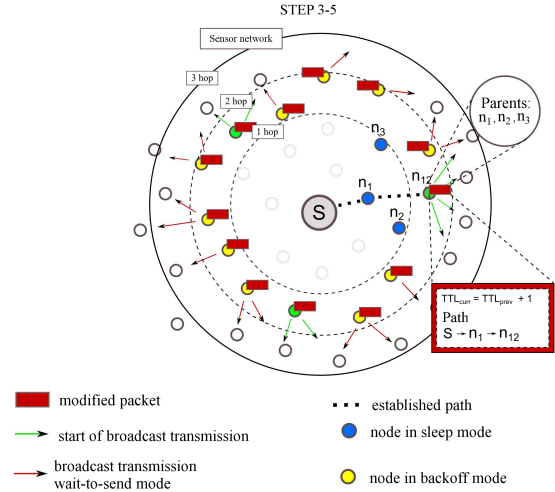 STEP 3-5
Sensor network
3 hop
2 hop
1 hop
Parents:
n1, n2, n3
n3
n12
n1
S
n2
TTLcurr = TTLprev + 1
Path
S → n1 → n12
modified packet
established path
start of broadcast transmission
node in sleep mode
broadcast transmission
wait-to-send mode
node in backoff mode